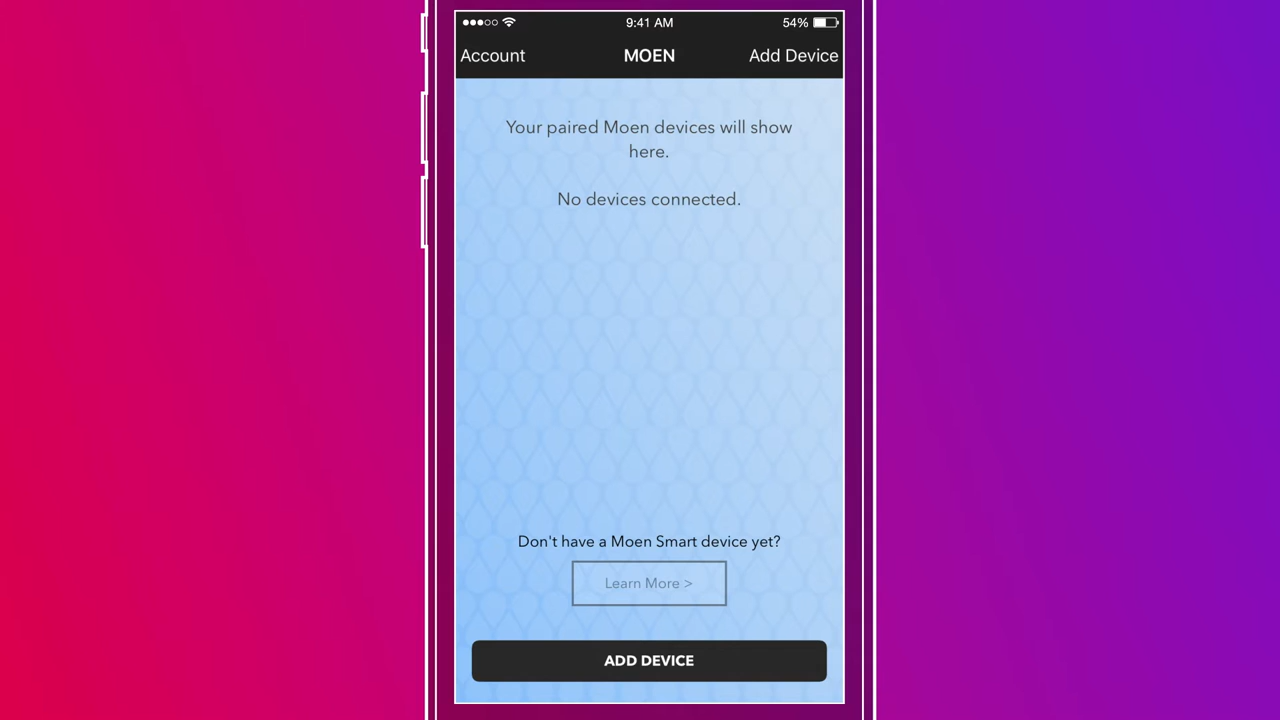 9:41 AM
54%
Account
MOEN
Add Device
Your paired Moen devices will show
here.
No devices connected.
Don't have a Moen Smart device yet?
Learn More >
ADD DEVICE